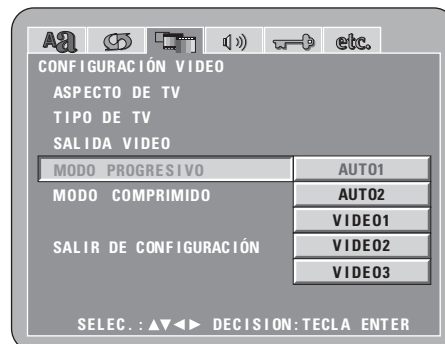 Aa etc.
CONFIGURACIÓN VIDEO
ASPECTO DE TV
TIPO DE TV
SALIDA VIDEO
MODO PROGRESIVO AUTO1
MODO COMPRIMIDO AUTO2
VIDEO1
SALIR DE CONFIGURACIÓN VIDEO2
VIDEO3
SELEC.:▲▼◄► DECISION:TECLA ENTER